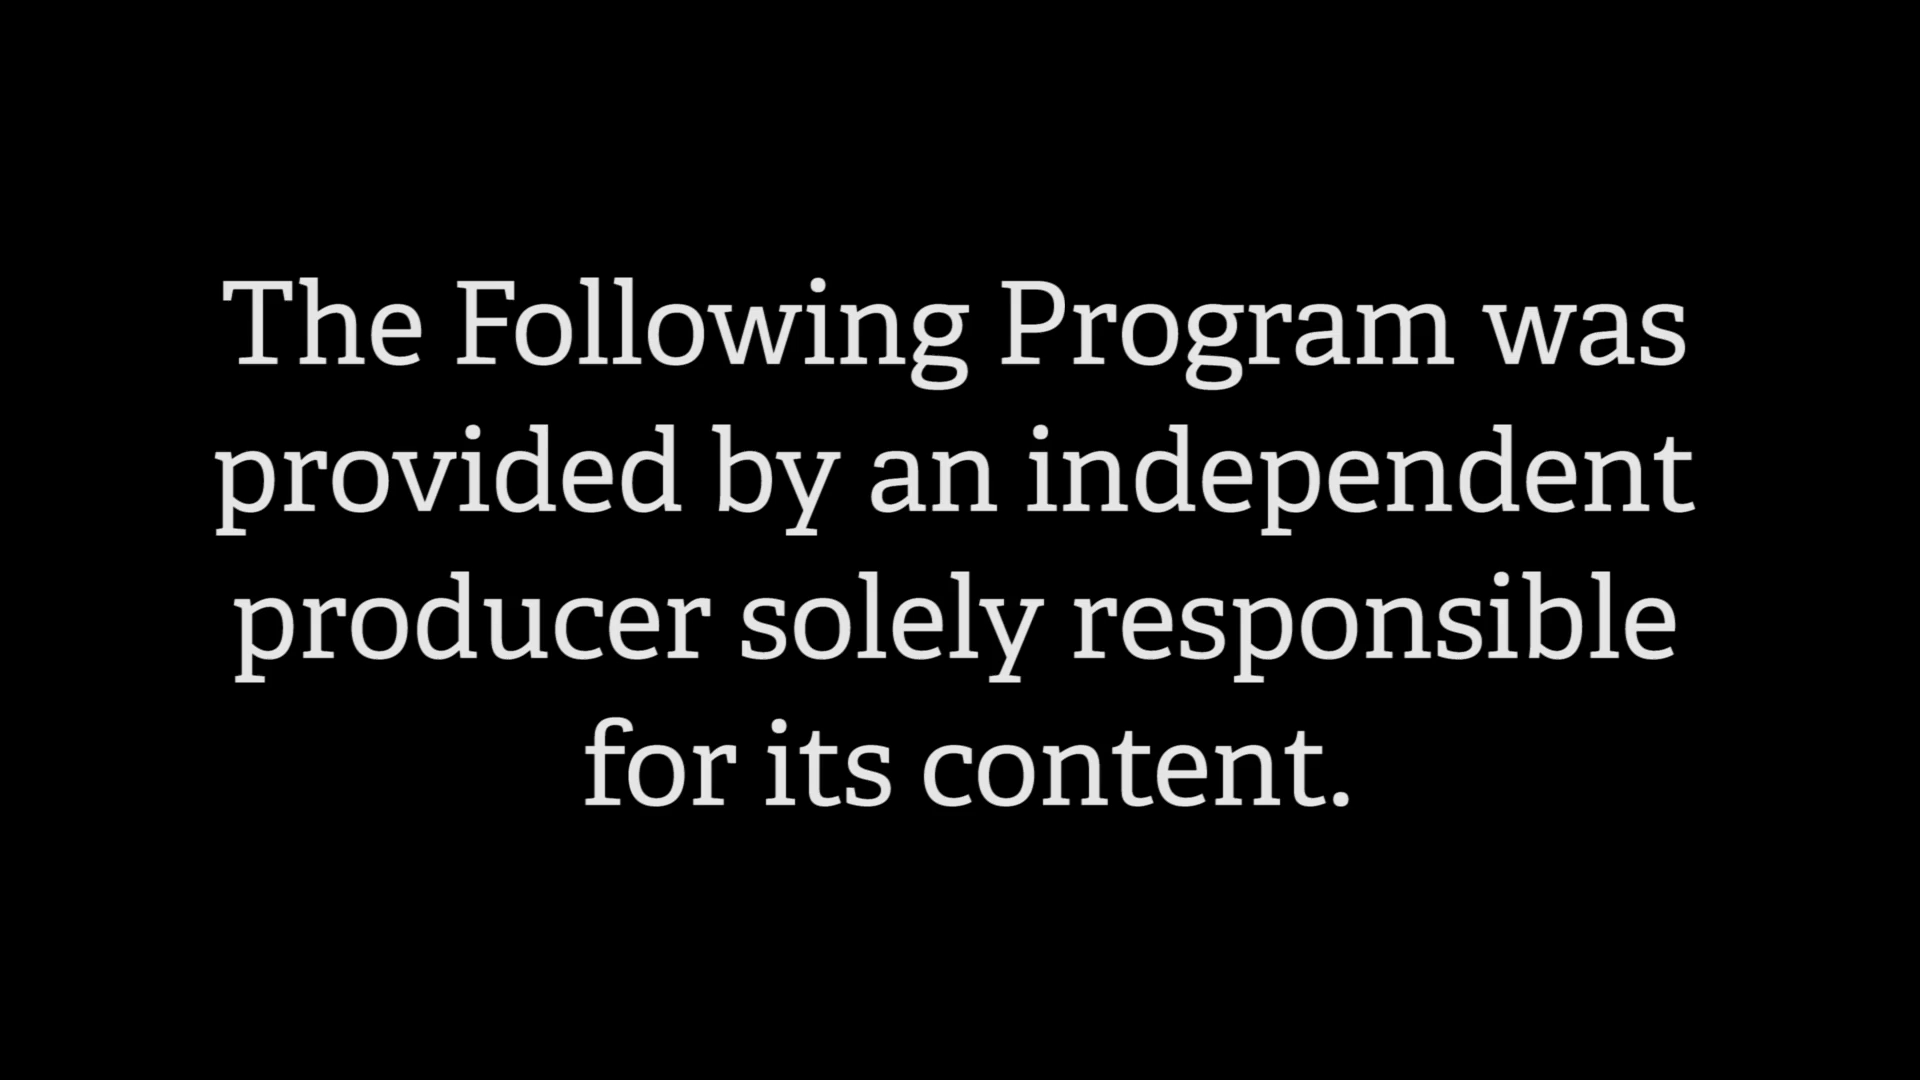 The Following Program was
provided by an independent
producer solely responsible
for its content.